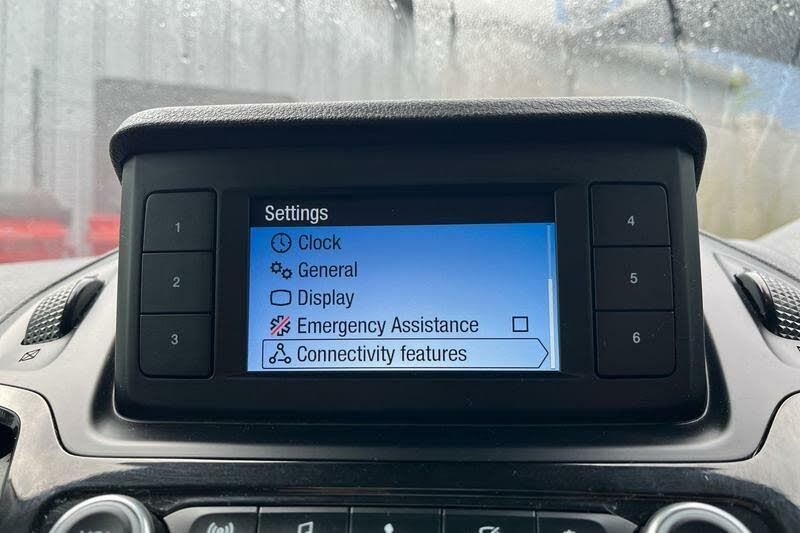 Settings
Clock
General
Display
Emergency Assistance
Connectivity features
1
2
3
4
5
6